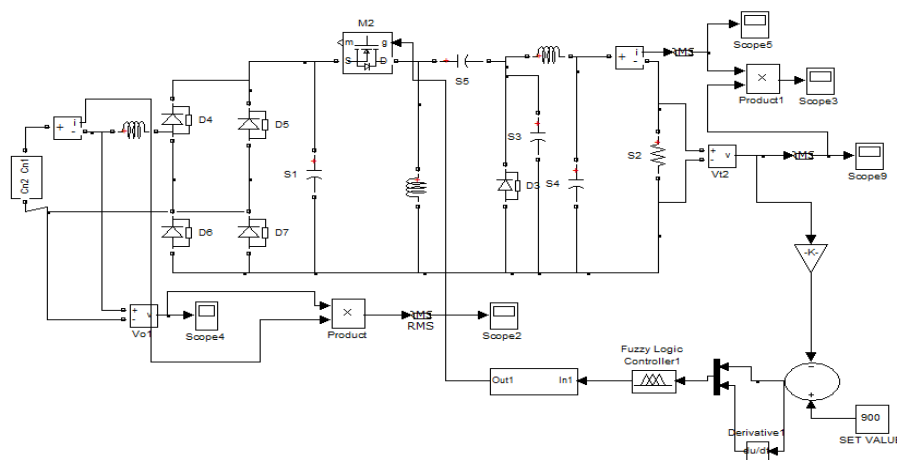 M2
m
g
S
D
i
+
-
RMS
Scope5
×
Product1
Scope3
S5
S3
S4
S2
D3
+
-
v
Vt2
RMS
Scope9
D4
D5
S1
i
+
-
Cn2 Cn1
D6
D7
-K-
+
-
v
Vo1
Scope4
×
Product
RMS
RMS
Scope2
Fuzzy Logic
Controller1
Out1
In1
-
+
900
SET VALUE
Derivative1
du/dt